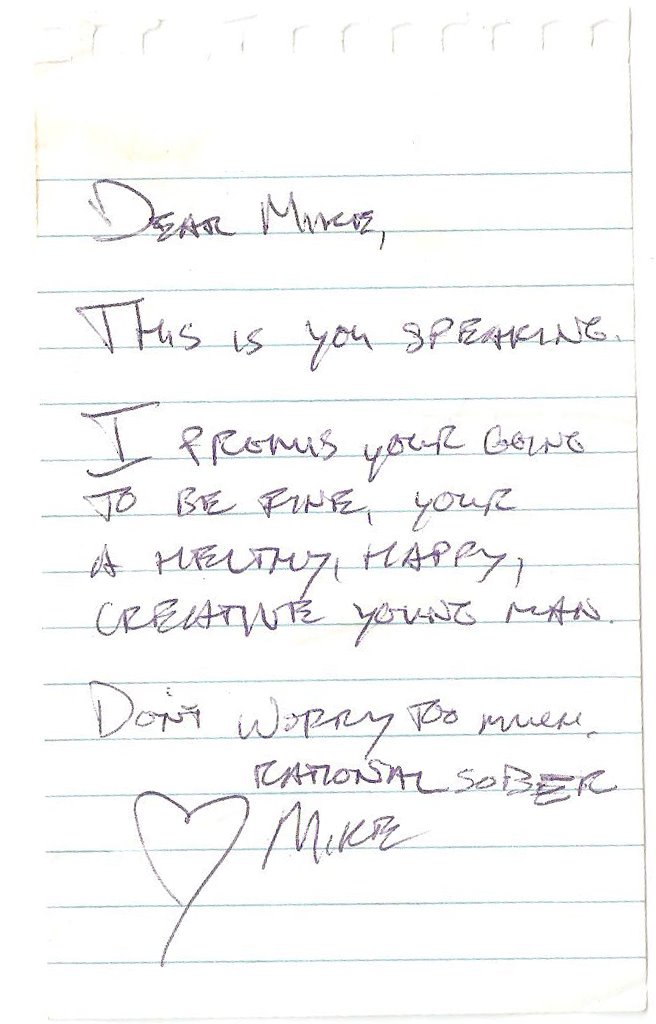 DEAR MIKE,
THIS IS YOU SPEAKING.
I PROMIS YOUR GOING
TO BE FINE, YOUR
A HELTHY, HAPPY,
CREATIVE YOUNG MAN.
DON'T WORRY TOO MUCH.
RATIONAL SOBER
MIKE